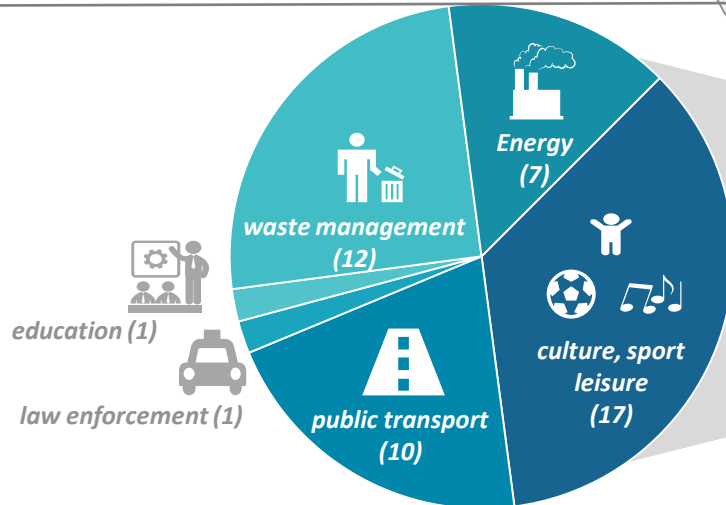 Energy
(7)
waste management
(12)
culture, sport
leisure
(17)
education (1)
law enforcement (1)
public transport
(10)